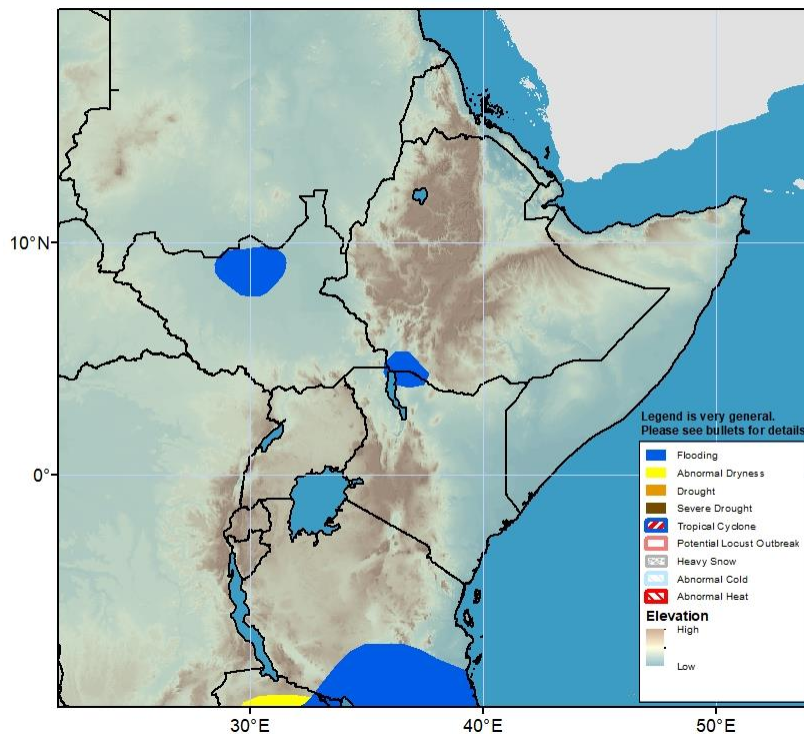 10°N
0°
30°E
40°E
50°E
Legend is very general.
Please see bullets for details
Flooding
Abnormal Dryness
Drought
Severe Drought
Tropical Cyclone
Potential Locust Outbreak
Heavy Snow
Abnormal Cold
Abnormal Heat
Elevation
High
Low